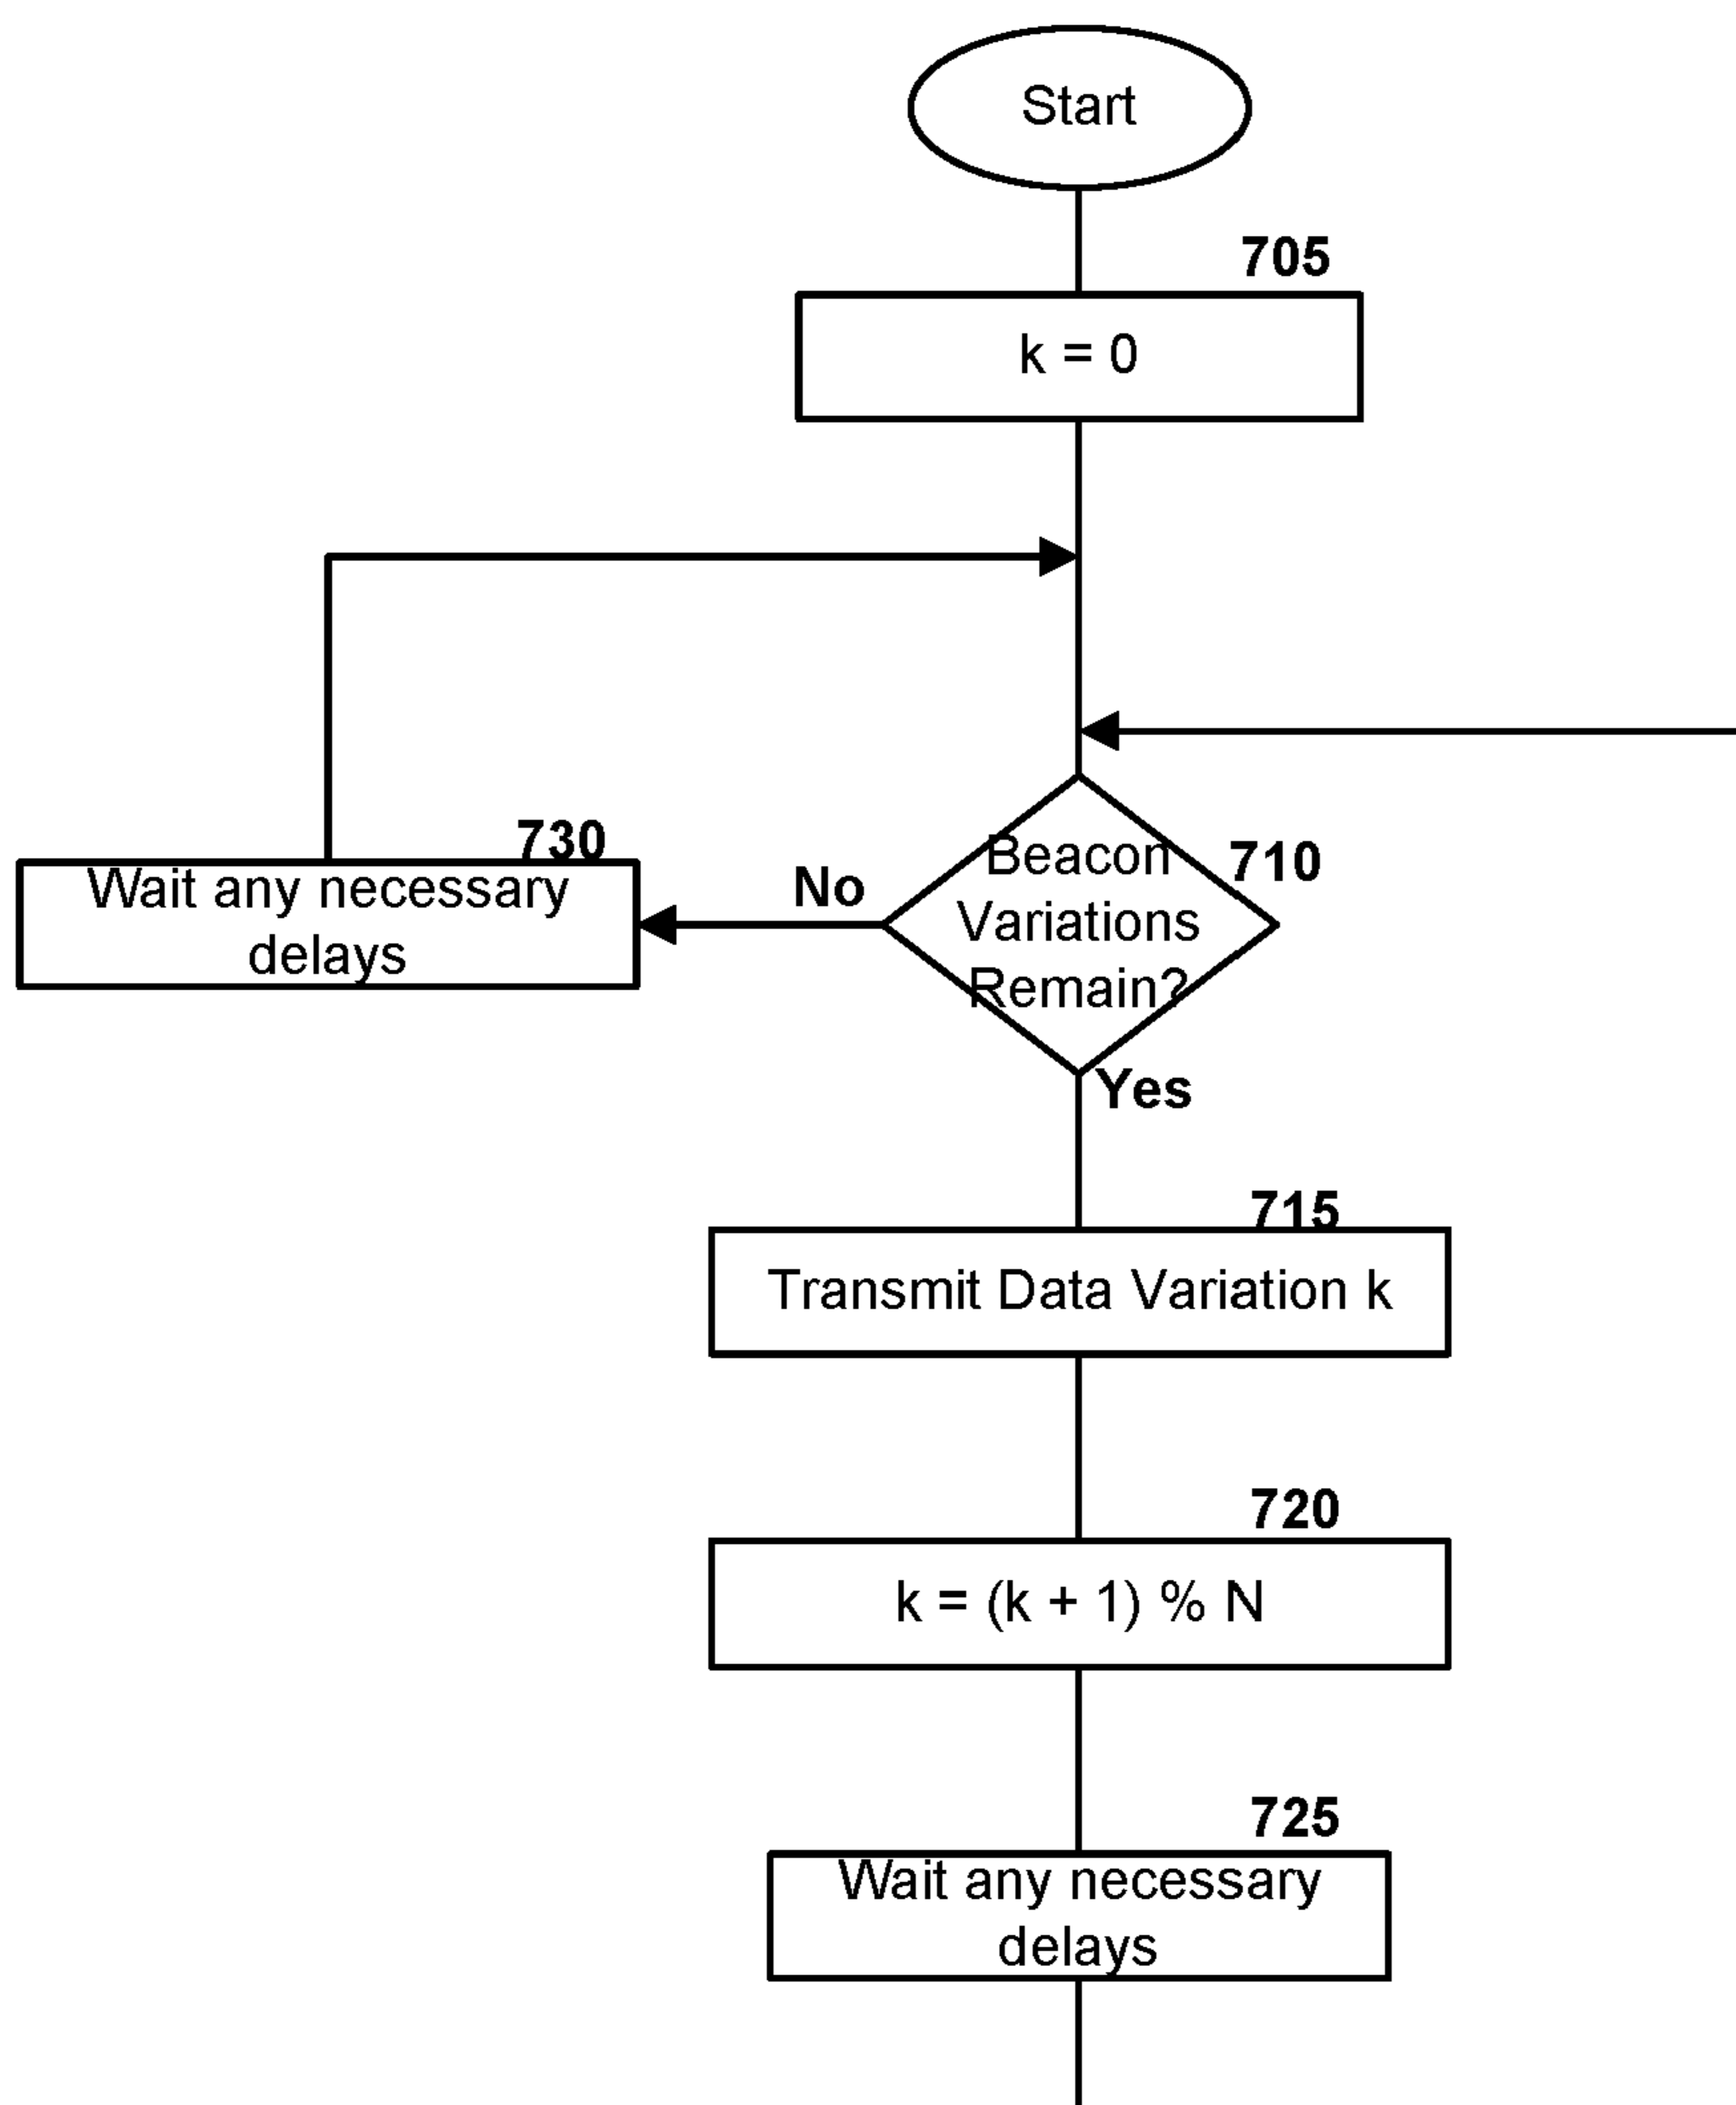 Start
705
k = 0
730
Wait any necessary
delays
No
Beacon
Variations
Remain?
710
Yes
715
Transmit Data Variation k
720
k = (k + 1) % N
725
Wait any necessary
delays